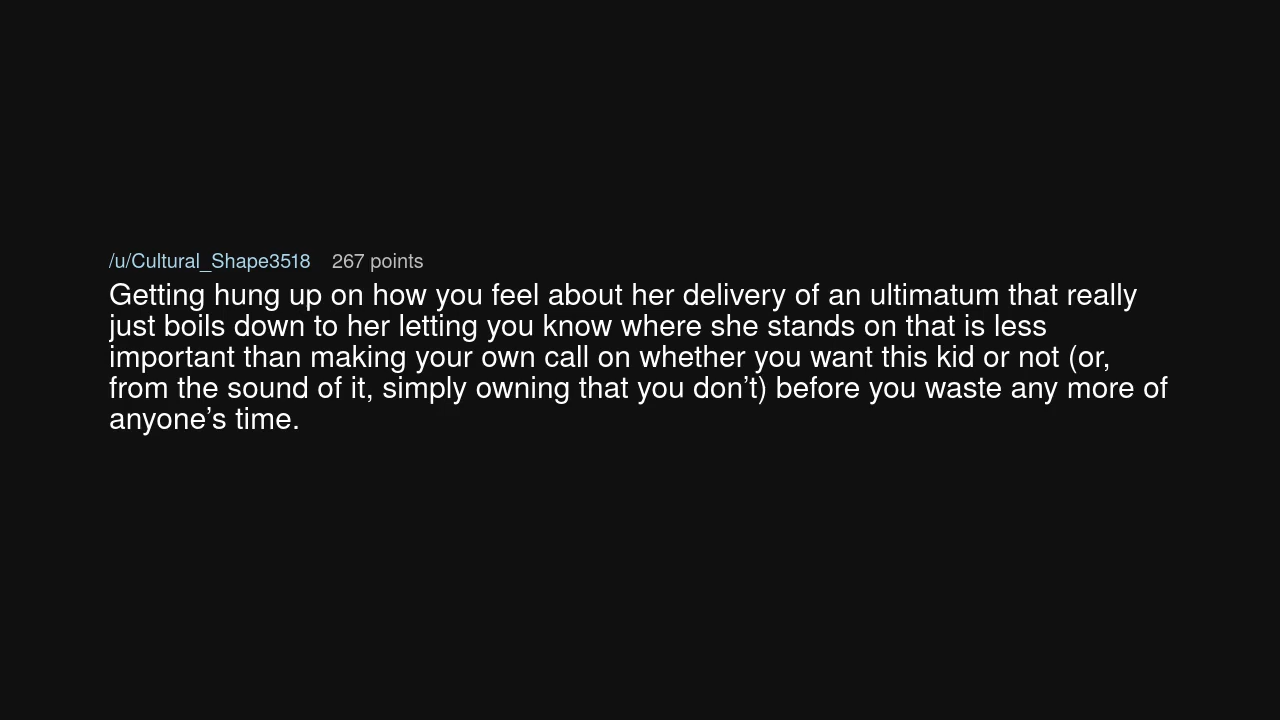 /u/Cultural_Shape3518 267 points
Getting hung up on how you feel about her delivery of an ultimatum that really
just boils down to her letting you know where she stands on that is less
important than making your own call on whether you want this kid or not (or,
from the sound of it, simply owning that you don’t) before you waste any more of
anyone’s time.